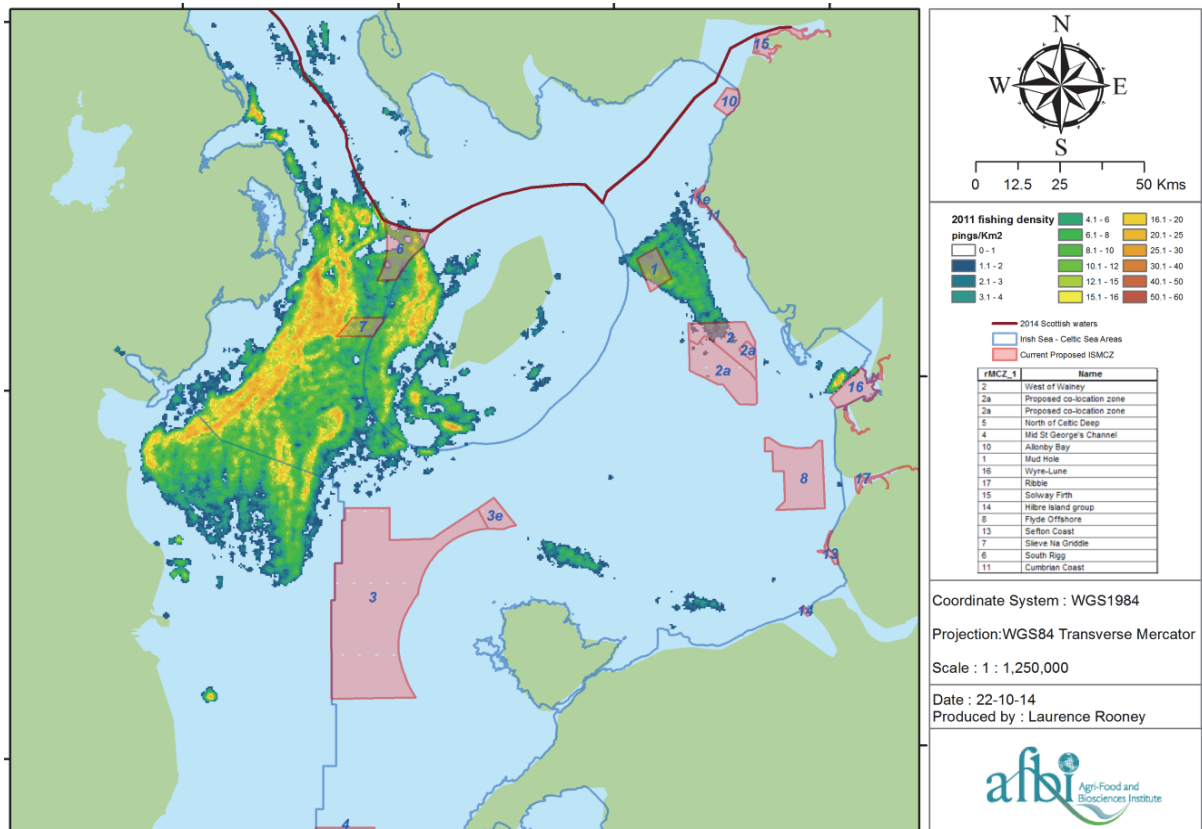 15
10
11e
11
6
1
7
2
2a
2a
16
8
17
3e
3
13
14
4
N
W E
S
0 12.5 25 50 Kms
2011 fishing density
pings/Km2
0 - 1
1.1 - 2
2.1 - 3
3.1 - 4
4.1 - 6
6.1 - 8
8.1 - 10
10.1 - 12
12.1 - 15
15.1 - 16
16.1 - 20
20.1 - 25
25.1 - 30
30.1 - 40
40.1 - 50
50.1 - 60
2014 Scottish waters
Irish Sea - Celtic Sea Areas
Current Proposed ISMCZ
rMCZ_1 Name
2 West of Walney
2a Proposed co-location zone
2a Proposed co-location zone
5 North of Celtic Deep
4 Mid St George's Channel
10 Allonby Bay
1 Mud Hole
16 Wyre-Lune
17 Ribble
15 Solway Firth
14 Hilbre Island group
8 Flyde Offshore
13 Sefton Coast
7 Slieve Na Griddle
6 South Rigg
11 Cumbrian Coast
Coordinate System : WGS1984
Projection:WGS84 Transverse Mercator
Scale : 1 : 1,250,000
Date : 22-10-14
Produced by : Laurence Rooney
afbi Agri-Food and
Biosciences Institute